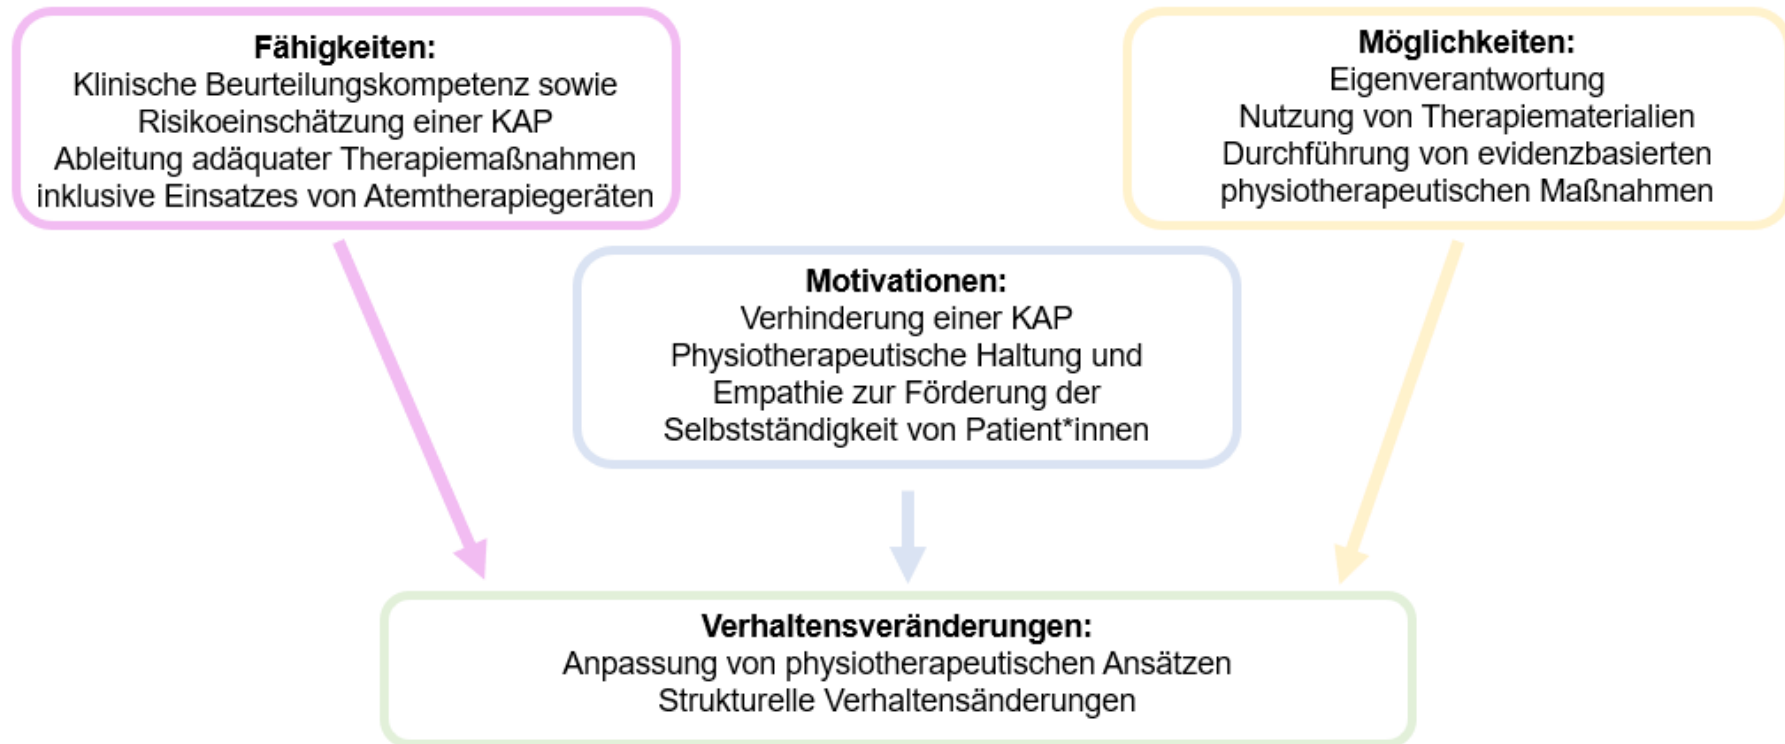 Fähigkeiten:
Klinische Beurteilungskompetenz sowie
Risikoeinschätzung einer KAP
Ableitung adäquater Therapiemaßnahmen
inklusive Einsatzes von Atemtherapiegeräten
Möglichkeiten:
Eigenverantwortung
Nutzung von Therapiematerialien
Durchführung von evidenzbasierten
physiotherapeutischen Maßnahmen
Motivationen:
Verhinderung einer KAP
Physiotherapeutische Haltung und
Empathie zur Förderung der
Selbstständigkeit von Patient*innen
Verhaltensveränderungen:
Anpassung von physiotherapeutischen Ansätzen
Strukturelle Verhaltensänderungen